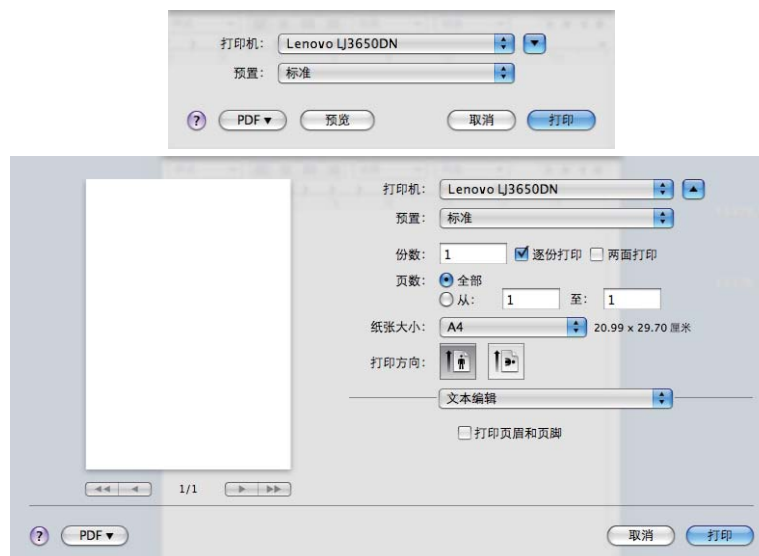 打印机: Lenovo LJ3650DN
预置: 标准
? PDF▼ 预览 取消 打印
打印机: Lenovo LJ3650DN
预置: 标准
份数: 1 逐份打印 两面打印
页数: 全部
从: 1 至: 1
纸张大小: A4 20.99 x 29.70 厘米
打印方向:
文本编辑
打印页眉和页脚
1/1
? PDF▼ 取消 打印